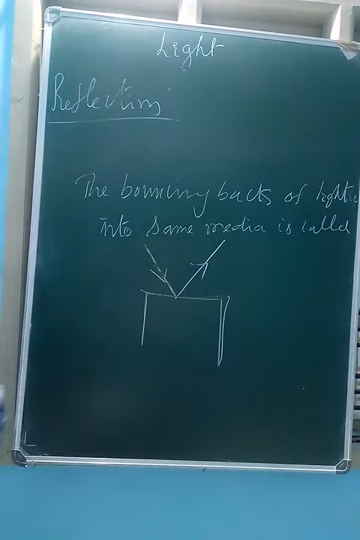 Light
Reflection
The bouncing backs of light
into same media is called